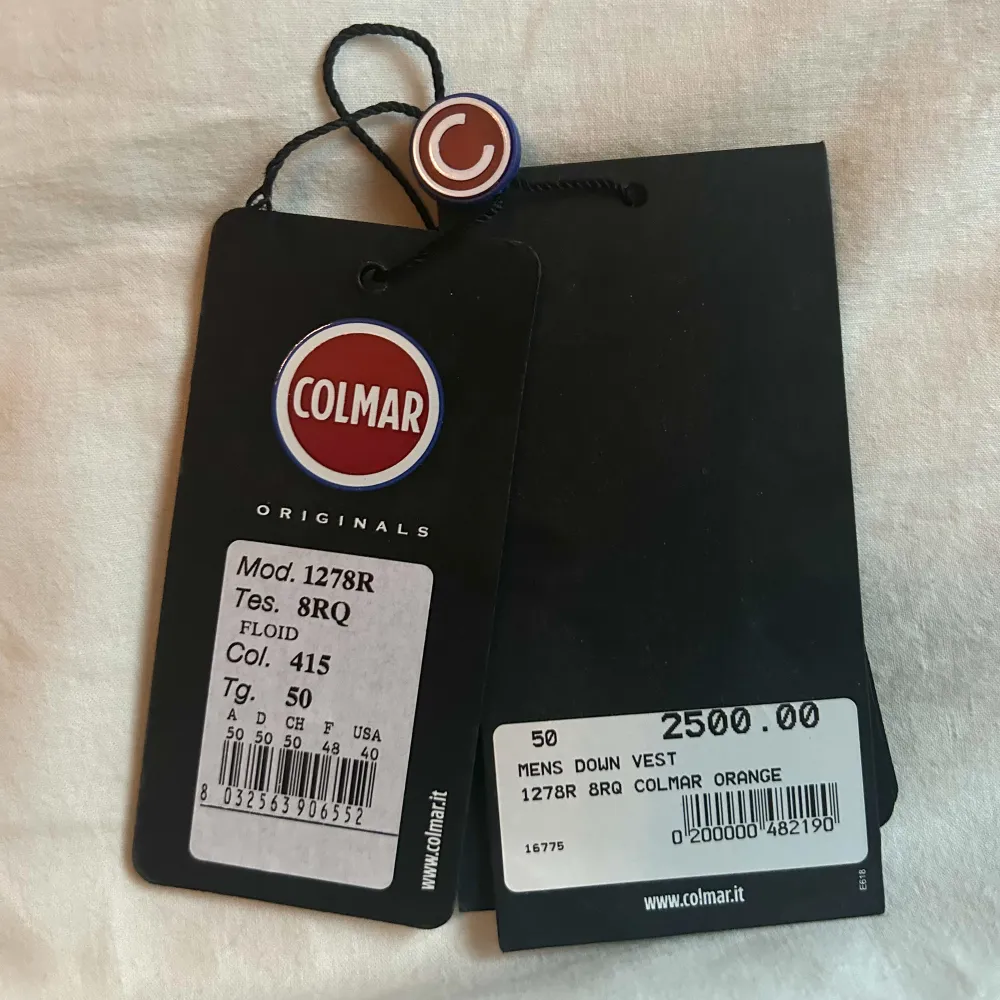 C
COLMAR
ORIGINALS
Mod. 1278R
Tes. 8RQ
FLOID
Col. 415
Tg. 50
A D CH F USA
50 50 50 48 40
8 032563 906552
www.colmar.it
50 2500.00
MENS DOWN VEST
1278R 8RQ COLMAR ORANGE
0 200000 482190
16775
www.colmar.it
E618